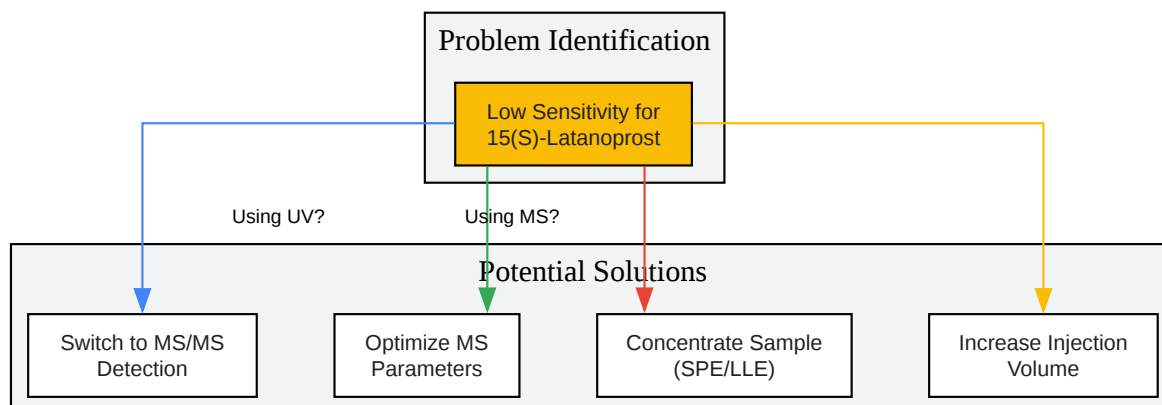 Problem Identification
Low Sensitivity for
15(S)-Latanoprost
Using UV?
Using MS?
Potential Solutions
Switch to MS/MS
Detection
Optimize MS
Parameters
Concentrate Sample
(SPE/LLE)
Increase Injection
Volume